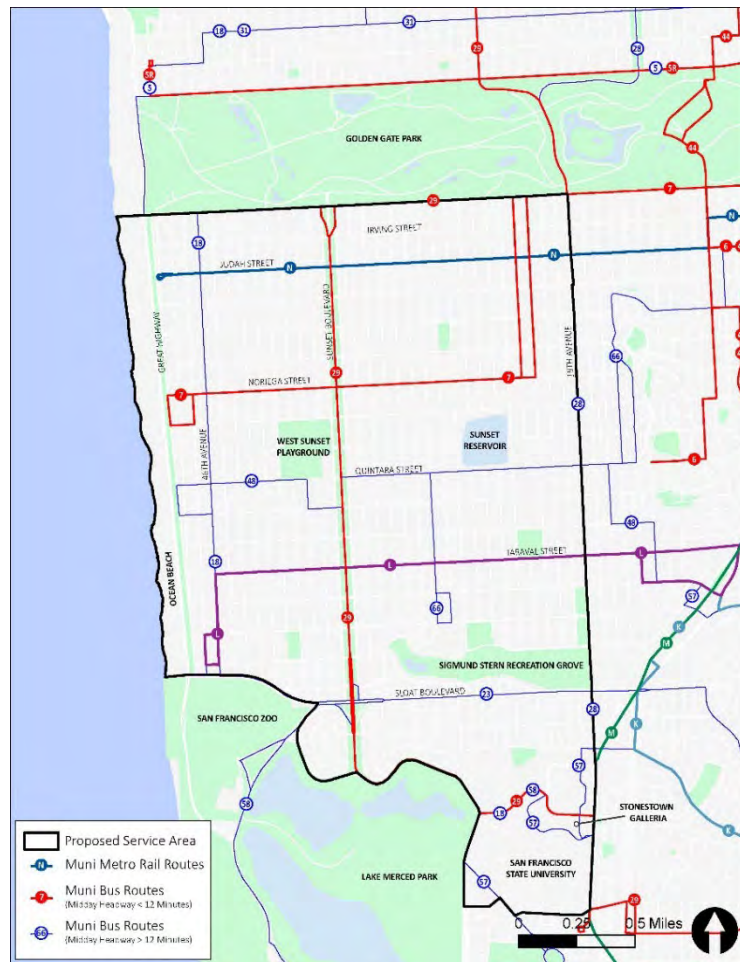 18
31
31
29
28
44
5R
5
5R
5
GOLDEN GATE PARK
44
29
7
18
IRVING STREET
N
JUDAH STREET
N
N
6
GREAT HIGHWAY
SUNSET BOULEVARD
19TH AVENUE
29
66
7
NORIEGA STREET
7
28
46TH AVENUE
WEST SUNSET
PLAYGROUND
SUNSET
RESERVOIR
6
QUINTARA STREET
48
48
OCEAN BEACH
18
TARAVAL STREET
L
L
57
66
29
L
K
M
SIGMUND STERN RECREATION GROVE
SLOAT BOULEVARD
23
SAN FRANCISCO ZOO
28
M
K
57
58
58
29
18
57
STONESTOWN
GALLERIA
K
LAKE MERCED PARK
SAN FRANCISCO
STATE UNIVERSITY
57
29
0
0.25
0.5 Miles
Proposed Service Area
N
Muni Metro Rail Routes
7
Muni Bus Routes
(Midday Headway < 12 Minutes)
66
Muni Bus Routes
(Midday Headway > 12 Minutes)